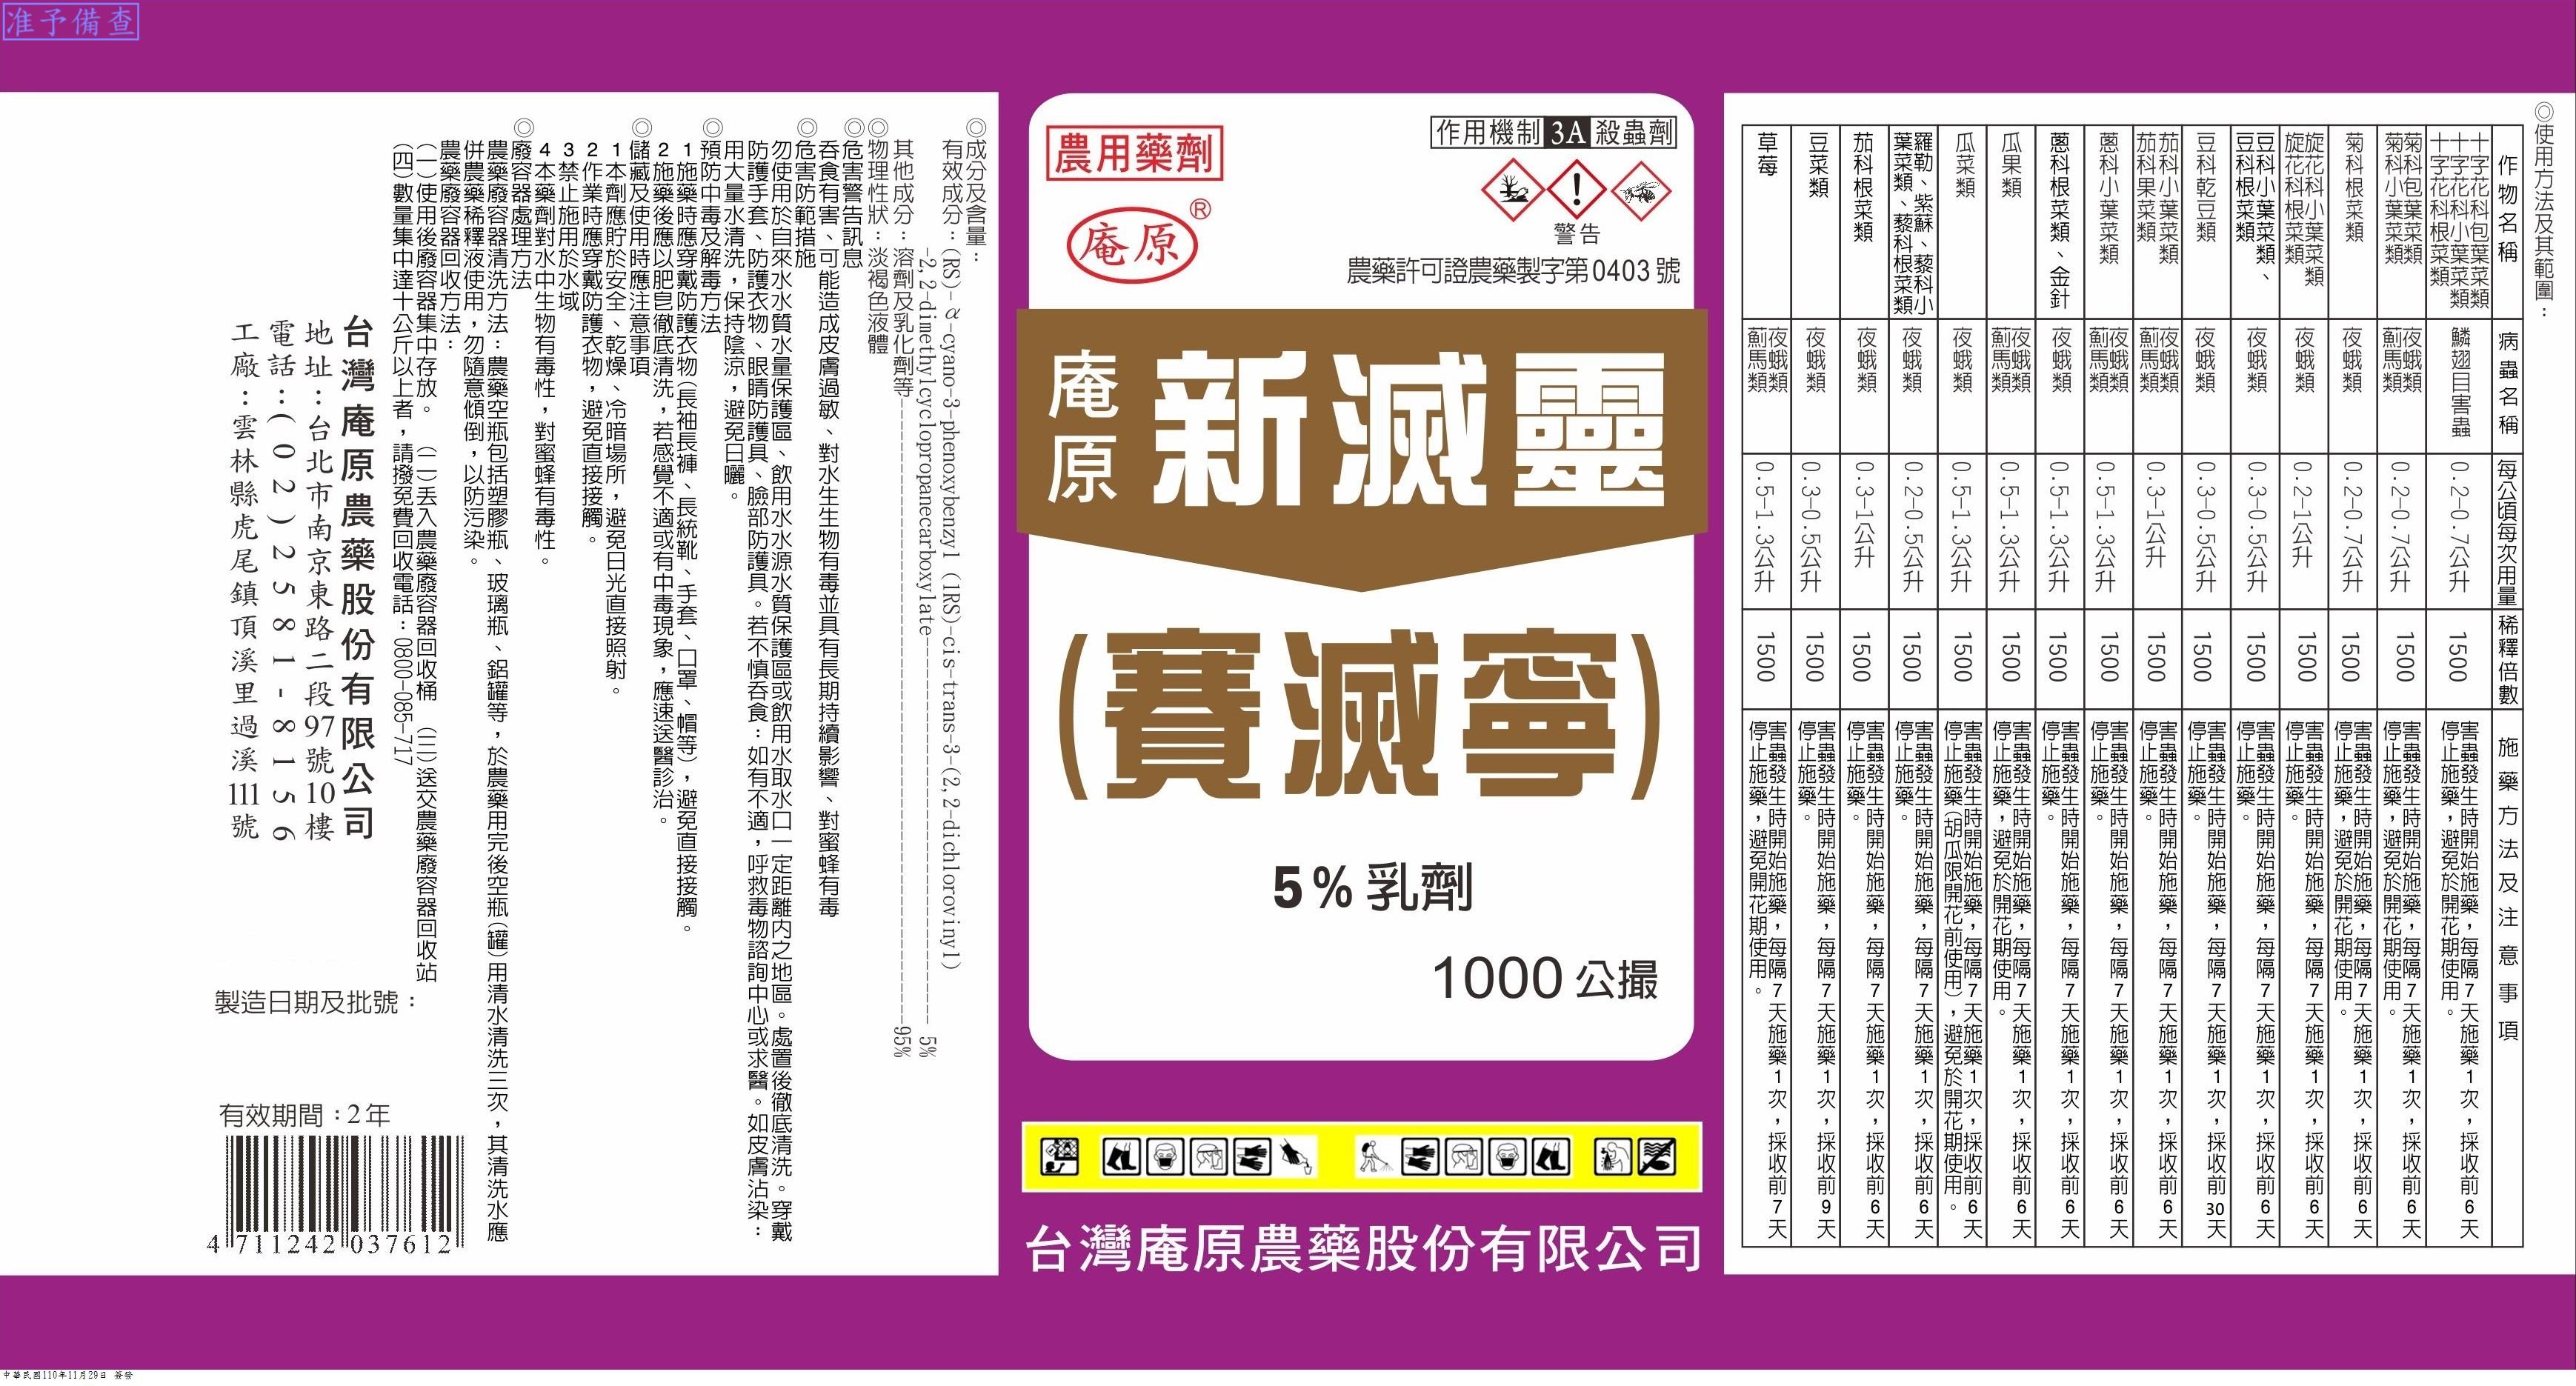 准予備查
◎成分及含量：
有效成分：(RS)-α-cyano-3-phenoxybenzyl (1RS)-cis-trans-3-(2,2-dichlorovinyl)
-2,2-dimethylcyclopropanecarboxylate------------------------ 5%
其他成分：溶劑及乳化劑等------------------------------------95%
◎物理性狀：淡褐色液體
◎危害警告訊息
吞食有害、可能造成皮膚過敏、對水生生物有毒並具有長期持續影響、對蜜蜂有毒
◎危害防範措施
勿使用於自來水水質水量保護區、飲用水水源水質保護區或飲用水取水口一定距離內之地區。處置後徹底清洗。穿戴
防護手套、防護衣物、眼睛防護具、臉部防護具。若不慎吞食：如有不適，呼救毒物諮詢中心或求醫。如皮膚沾染：
用大量水清洗，保持陰涼，避免日曬。
◎預防中毒及解毒方法
1施藥時應穿戴防護衣物(長袖長褲、長統靴、手套、口罩、帽等)，避免直接接觸。
2施藥後應以肥皂徹底清洗，若感覺不適或有中毒現象，應速送醫診治。
◎儲藏及使用時應注意事項
1本劑應貯於安全、乾燥、冷暗場所，避免日光直接照射。
2作業時應穿戴防護衣物，避免直接接觸。
3禁止施用於水域
4本藥劑對水中生物有毒性，對蜜蜂有毒性。
◎廢容器處理方法
農藥廢容器清洗方法：農藥空瓶包括塑膠瓶、玻璃瓶、鋁罐等，於農藥用完後空瓶(罐)用清水清洗三次，其清洗水應
併農藥稀釋液使用，勿隨意傾倒，以防污染。
農藥廢容器回收方法：
(一)使用後廢容器集中存放。 (二)丟入農藥廢容器回收桶 (三)送交農藥廢容器回收站
(四)數量集中達十公斤以上者，請撥免費回收電話：0800-085-717
台灣庵原農藥股份有限公司
地址：台北市南京東路二段97號10樓
電話：(02)2581-8156
工廠：雲林縣虎尾鎮頂溪里過溪111號
製造日期及批號：
有效期間：2年
4 711242 037612
農用藥劑
庵原®
作用機制 3A 殺蟲劑
警告
農藥許可證農藥製字第0403號
庵原 新滅靈
(賽滅寧)
5% 乳劑
1000 公撮
台灣庵原農藥股份有限公司
◎使用方法及其範圍：
作物名稱 病蟲名稱 每公頃每次用量 稀釋倍數 施藥方法及注意事項
十字花科包葉菜類
十字花科小葉菜類
十字花科根菜類 鱗翅目害蟲 0.2-0.7公升 1500 害蟲發生時開始施藥，每隔7天施藥1次，採收前6天
停止施藥，避免於開花期使用。
菊科包葉菜類
菊科小葉菜類 夜蛾類
薊馬類 0.2-0.7公升 1500 害蟲發生時開始施藥，每隔7天施藥1次，採收前6天
停止施藥，避免於開花期使用。
菊科根菜類 夜蛾類 0.2-0.7公升 1500 害蟲發生時開始施藥，每隔7天施藥1次，採收前6天
停止施藥，避免於開花期使用。
旋花科小葉菜類
旋花科根菜類 夜蛾類 0.2-1公升 1500 害蟲發生時開始施藥，每隔7天施藥1次，採收前6天
停止施藥。
豆科小葉菜類、
豆科根菜類 夜蛾類 0.3-0.5公升 1500 害蟲發生時開始施藥，每隔7天施藥1次，採收前6天
停止施藥。
豆科乾豆類 夜蛾類 0.3-0.5公升 1500 害蟲發生時開始施藥，每隔7天施藥1次，採收前30天
停止施藥。
茄科小葉菜類
茄科果菜類 夜蛾類
薊馬類 0.3-1公升 1500 害蟲發生時開始施藥，每隔7天施藥1次，採收前6天
停止施藥。
蔥科小葉菜類 夜蛾類
薊馬類 0.5-1.3公升 1500 害蟲發生時開始施藥，每隔7天施藥1次，採收前6天
停止施藥。
蔥科根菜類、金針 夜蛾類 0.5-1.3公升 1500 害蟲發生時開始施藥，每隔7天施藥1次，採收前6天
停止施藥。
瓜果類 夜蛾類
薊馬類 0.5-1.3公升 1500 害蟲發生時開始施藥，每隔7天施藥1次，採收前6天
停止施藥，避免於開花期使用。
瓜菜類 夜蛾類 0.5-1.3公升 1500 害蟲發生時開始施藥，每隔7天施藥1次，採收前6天
停止施藥(胡瓜限開花前使用)，避免於開花期使用。
羅勒、紫蘇、藜科小
葉菜類、藜科根菜類 夜蛾類 0.2-0.5公升 1500 害蟲發生時開始施藥，每隔7天施藥1次，採收前6天
停止施藥。
茄科根菜類 夜蛾類 0.3-1公升 1500 害蟲發生時開始施藥，每隔7天施藥1次，採收前6天
停止施藥。
豆菜類 夜蛾類 0.3-0.5公升 1500 害蟲發生時開始施藥，每隔7天施藥1次，採收前9天
停止施藥。
草莓 夜蛾類
薊馬類 0.5-1.3公升 1500 害蟲發生時開始施藥，每隔7天施藥1次，採收前7天
停止施藥，避免開花期使用。
中華民國110年11月29日 簽發